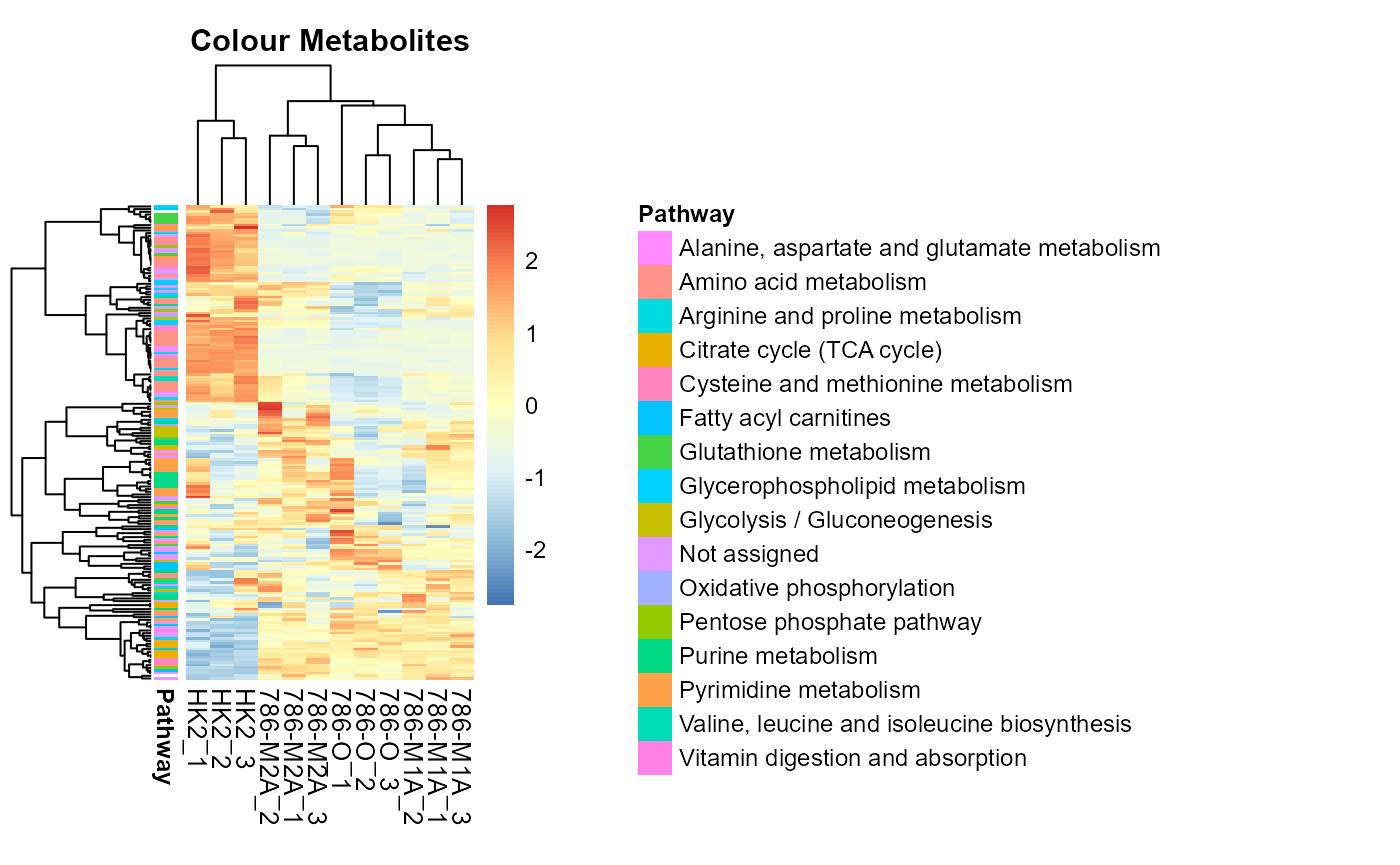 Colour Metabolites
2
1
0
-1
-2
Pathway
HK2_1
HK2_2
HK2_3
786-M2A_2
786-M2A_1
786-M2A_3
786-O_1
786-O_2
786-O_3
786-M1A_2
786-M1A_1
786-M1A_3
Pathway
Alanine, aspartate and glutamate metabolism
Amino acid metabolism
Arginine and proline metabolism
Citrate cycle (TCA cycle)
Cysteine and methionine metabolism
Fatty acyl carnitines
Glutathione metabolism
Glycerophospholipid metabolism
Glycolysis / Gluconeogenesis
Not assigned
Oxidative phosphorylation
Pentose phosphate pathway
Purine metabolism
Pyrimidine metabolism
Valine, leucine and isoleucine biosynthesis
Vitamin digestion and absorption